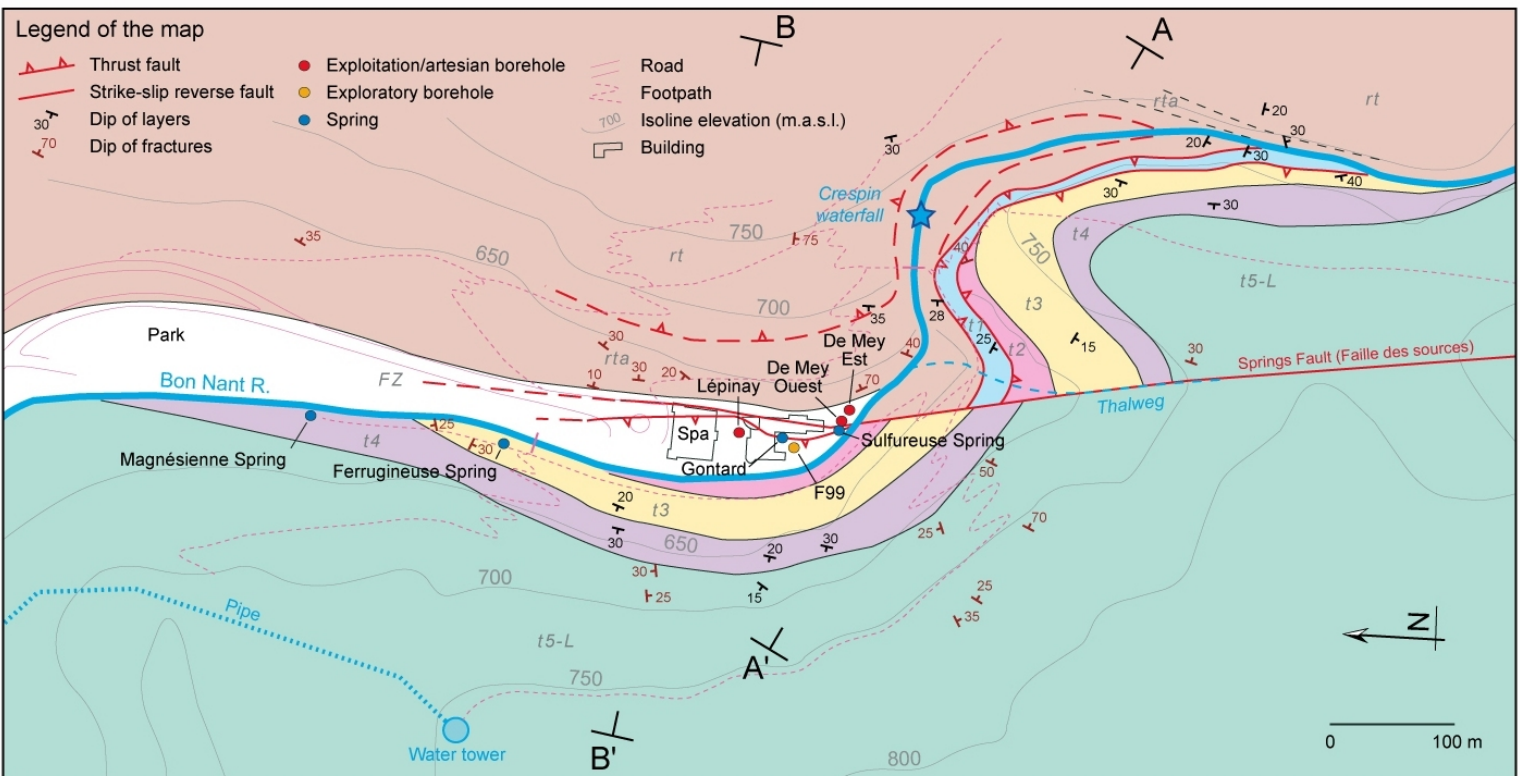 Legend of the map
Thrust fault
Strike-slip reverse fault
30 Dip of layers
70 Dip of fractures
Exploitation/artesian borehole
Exploratory borehole
Spring
Road
Footpath
700 Isoline elevation (m.a.s.l.)
Building
B
A
rta
rt
20
30
30
20
30
40
30
30
Crespin
waterfall
35
75
750
650
rt
700
40
750
t4
t5-L
t3
28
35
t1
25
t2
15
30
Springs Fault (Faille des sources)
Thalweg
Park
FZ
Bon Nant R.
30
rta
10
30
20
40
70
De Mey
Est
De Mey
Ouest
Lépinay
Spa
Gontard
Sulfureuse Spring
F99
Magnésienne Spring
t4
25
30
Ferrugineuse Spring
20
t3
30
650
20
30
50
70
25
30
25
15
25
35
700
Pipe
t5-L
A'
750
Water tower
B'
800
N
0
100 m